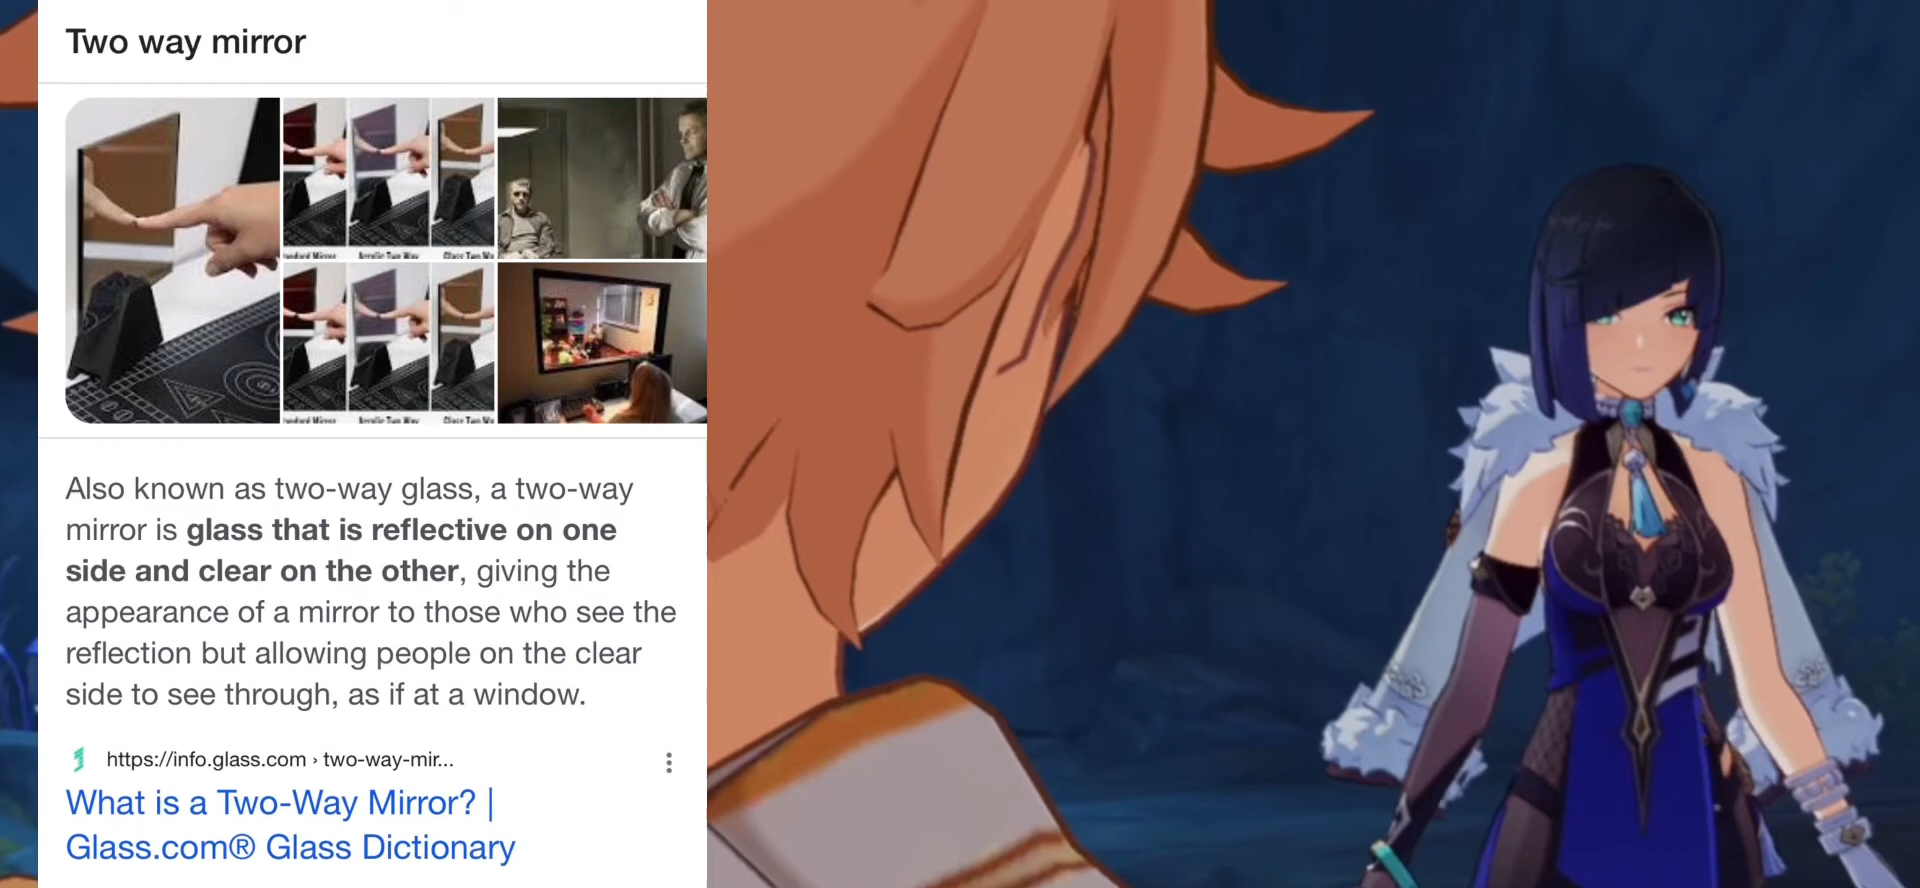 Two way mirror
Acrylic Two Way
Also known as two-way glass, a two-way
mirror is glass that is reflective on one
side and clear on the other, giving the
appearance of a mirror to those who see the
reflection but allowing people on the clear
side to see through, as if at a window.
https://info.glass.com › two-way-mir...
What is a Two-Way Mirror? |
Glass.com® Glass Dictionary